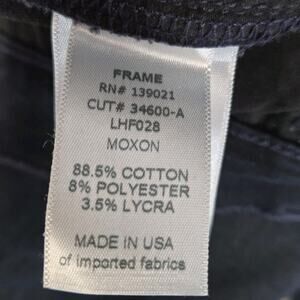 FRAME
RN# 139021
CUT# 34600-A
LHF028
MOXON
88.5% COTTON
8% POLYESTER
3.5% LYCRA
MADE IN USA
of imported fabrics